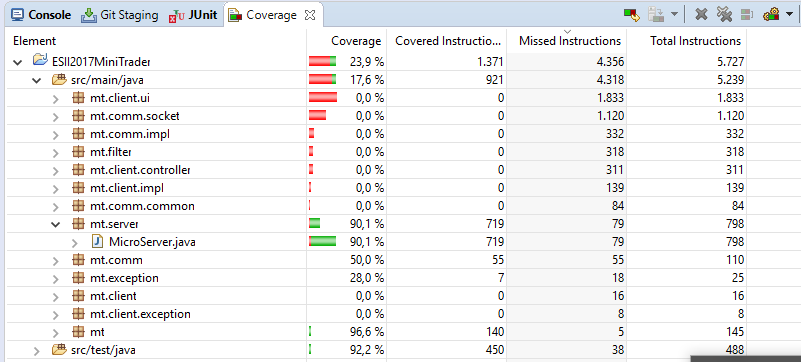 Console Git Staging JUnit Coverage
Element Coverage Covered Instructio... Missed Instructions Total Instructions
ESII2017MiniTrader 23,9 % 1.371 4.356 5.727
src/main/java 17,6 % 921 4.318 5.239
mt.client.ui 0,0 % 0 1.833 1.833
mt.comm.socket 0,0 % 0 1.120 1.120
mt.comm.impl 0,0 % 0 332 332
mt.filter 0,0 % 0 318 318
mt.client.controller 0,0 % 0 311 311
mt.client.impl 0,0 % 0 139 139
mt.comm.common 0,0 % 0 84 84
mt.server 90,1 % 719 79 798
MicroServer.java 90,1 % 719 79 798
mt.comm 50,0 % 55 55 110
mt.exception 28,0 % 7 18 25
mt.client 0,0 % 0 16 16
mt.client.exception 0,0 % 0 8 8
mt 96,6 % 140 5 145
src/test/java 92,2 % 450 38 488